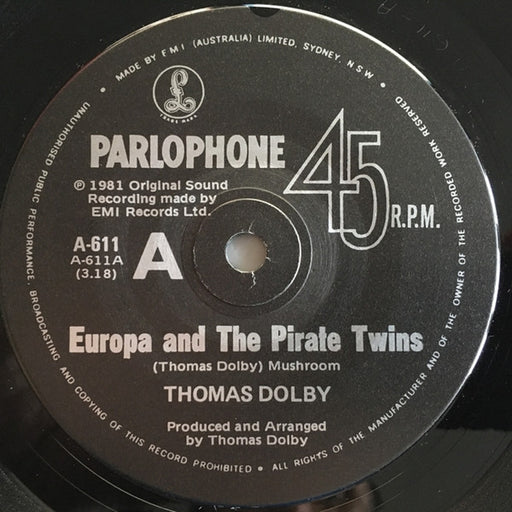 MADE BY EMI (AUSTRALIA) LIMITED, SYDNEY, N.S.W.
ALL RIGHTS OF THE MANUFACTURER AND OF THE OWNER OF THE RECORDED WORK RESERVED
UNAUTHORISED PUBLIC PERFORMANCE, BROADCASTING AND COPYING OF THIS RECORD PROHIBITED
£
TRADE MARK
PARLOPHONE
45 R.P.M.
℗ 1981 Original Sound
Recording made by
EMI Records Ltd.
A-611
A-611A
(3.18)
A
Europa and The Pirate Twins
(Thomas Dolby) Mushroom
THOMAS DOLBY
Produced and Arranged
by Thomas Dolby